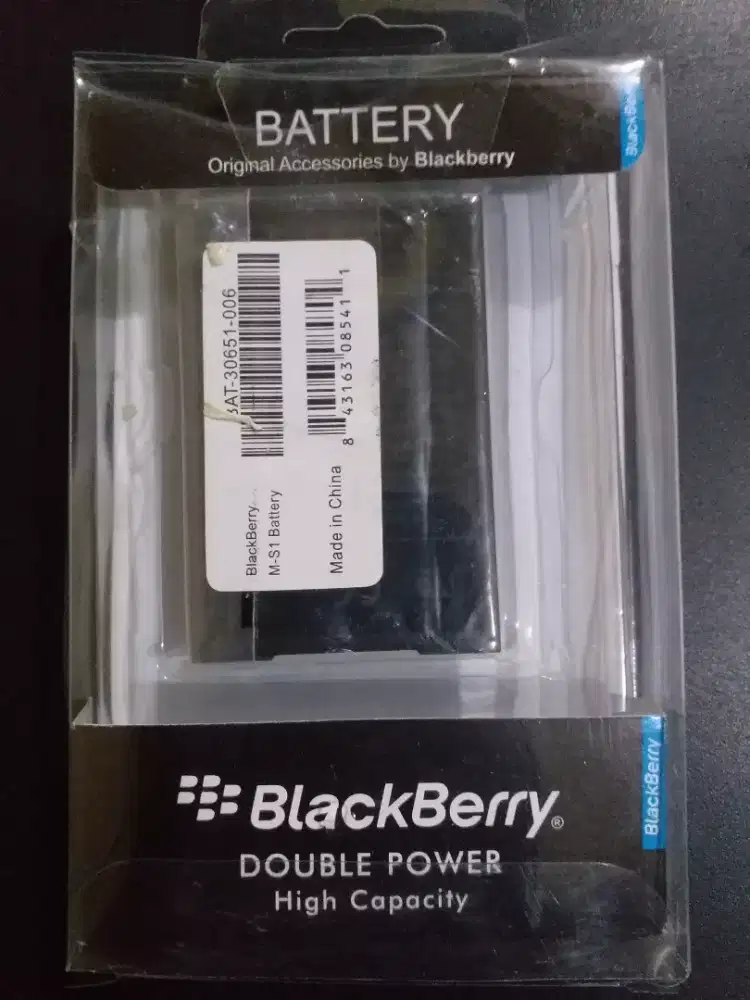 BATTERY
Original Accessories by Blackberry
BlackBerry
BAT-30651-006
8 43163 08541 1
BlackBerry
M-S1 Battery
Made in China
BlackBerry®
DOUBLE POWER
High Capacity
BlackBerry